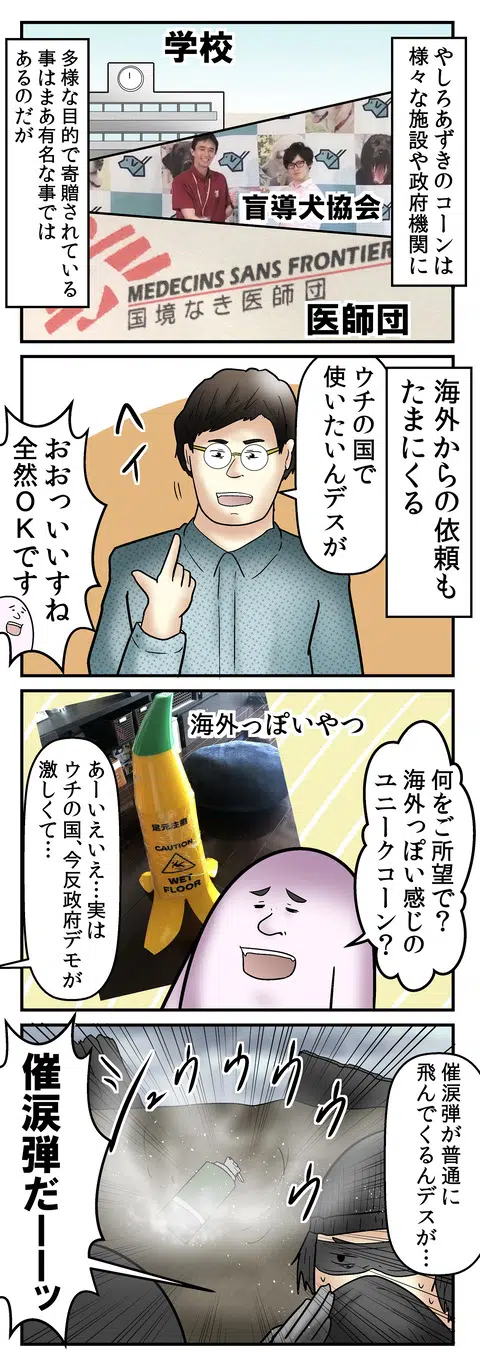 やしろあずきのコーンは
様々な施設や政府機関に
学校
盲導犬協会
MEDECINS SANS FRONTIER
国境なき医師団
医師団
多様な目的で寄贈されている
事はまあ有名な事では
あるのだが
海外からの依頼も
たまにくる
ウチの国で
使いたいんデスが
ヘイ
おおっいいすね
全然OKです
何をご所望で?
海外っぽい感じの
ユニークコーン?
海外っぽいやつ
足元注意
CAUTION
WET
FLOOR
あーいえいえ…実は
ウチの国、今反政府デモが
激しくて…
催涙弾が普通に
飛んでくるんデスが…
シュウウウウ
催涙弾だーーッ